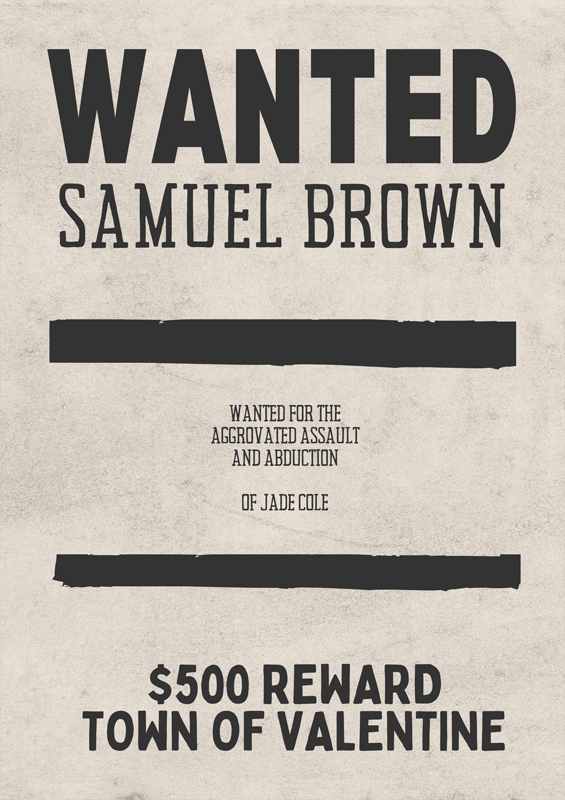 WANTED
SAMUEL BROWN
WANTED FOR THE
AGGROVATED ASSAULT
AND ABDUCTION
OF JADE COLE
$500 REWARD
TOWN OF VALENTINE